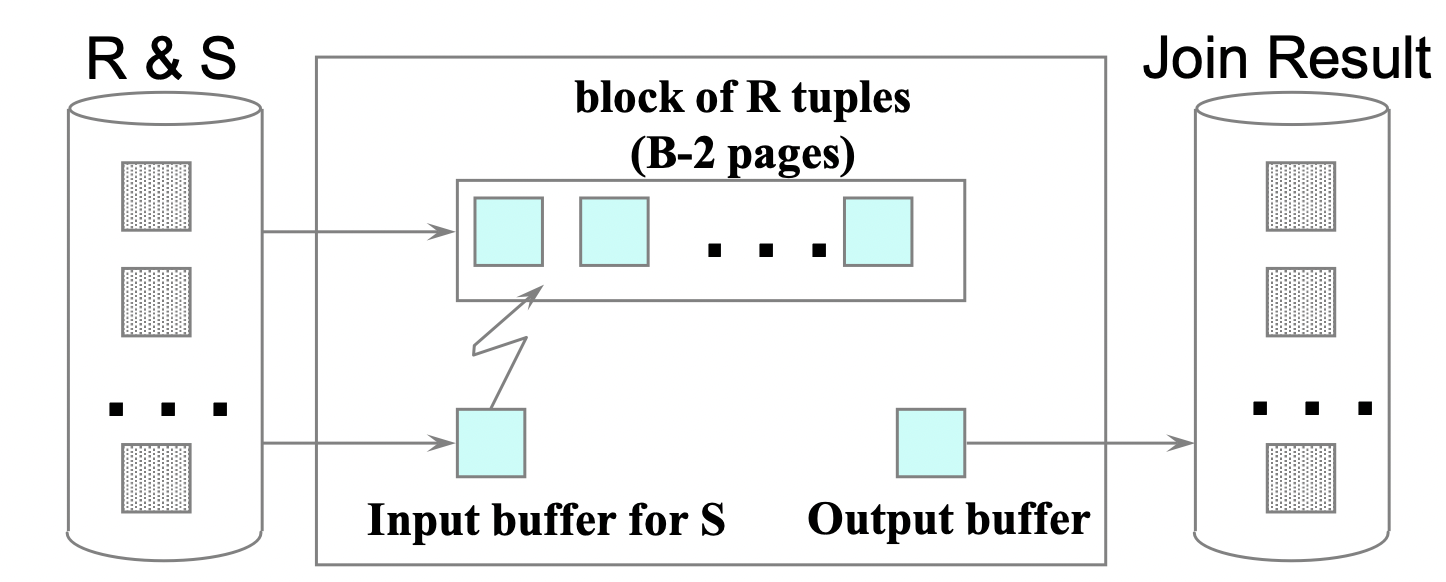 R & S
block of R tuples
(B-2 pages)
Join Result
. . .
. . .
. . .
Input buffer for S
Output buffer